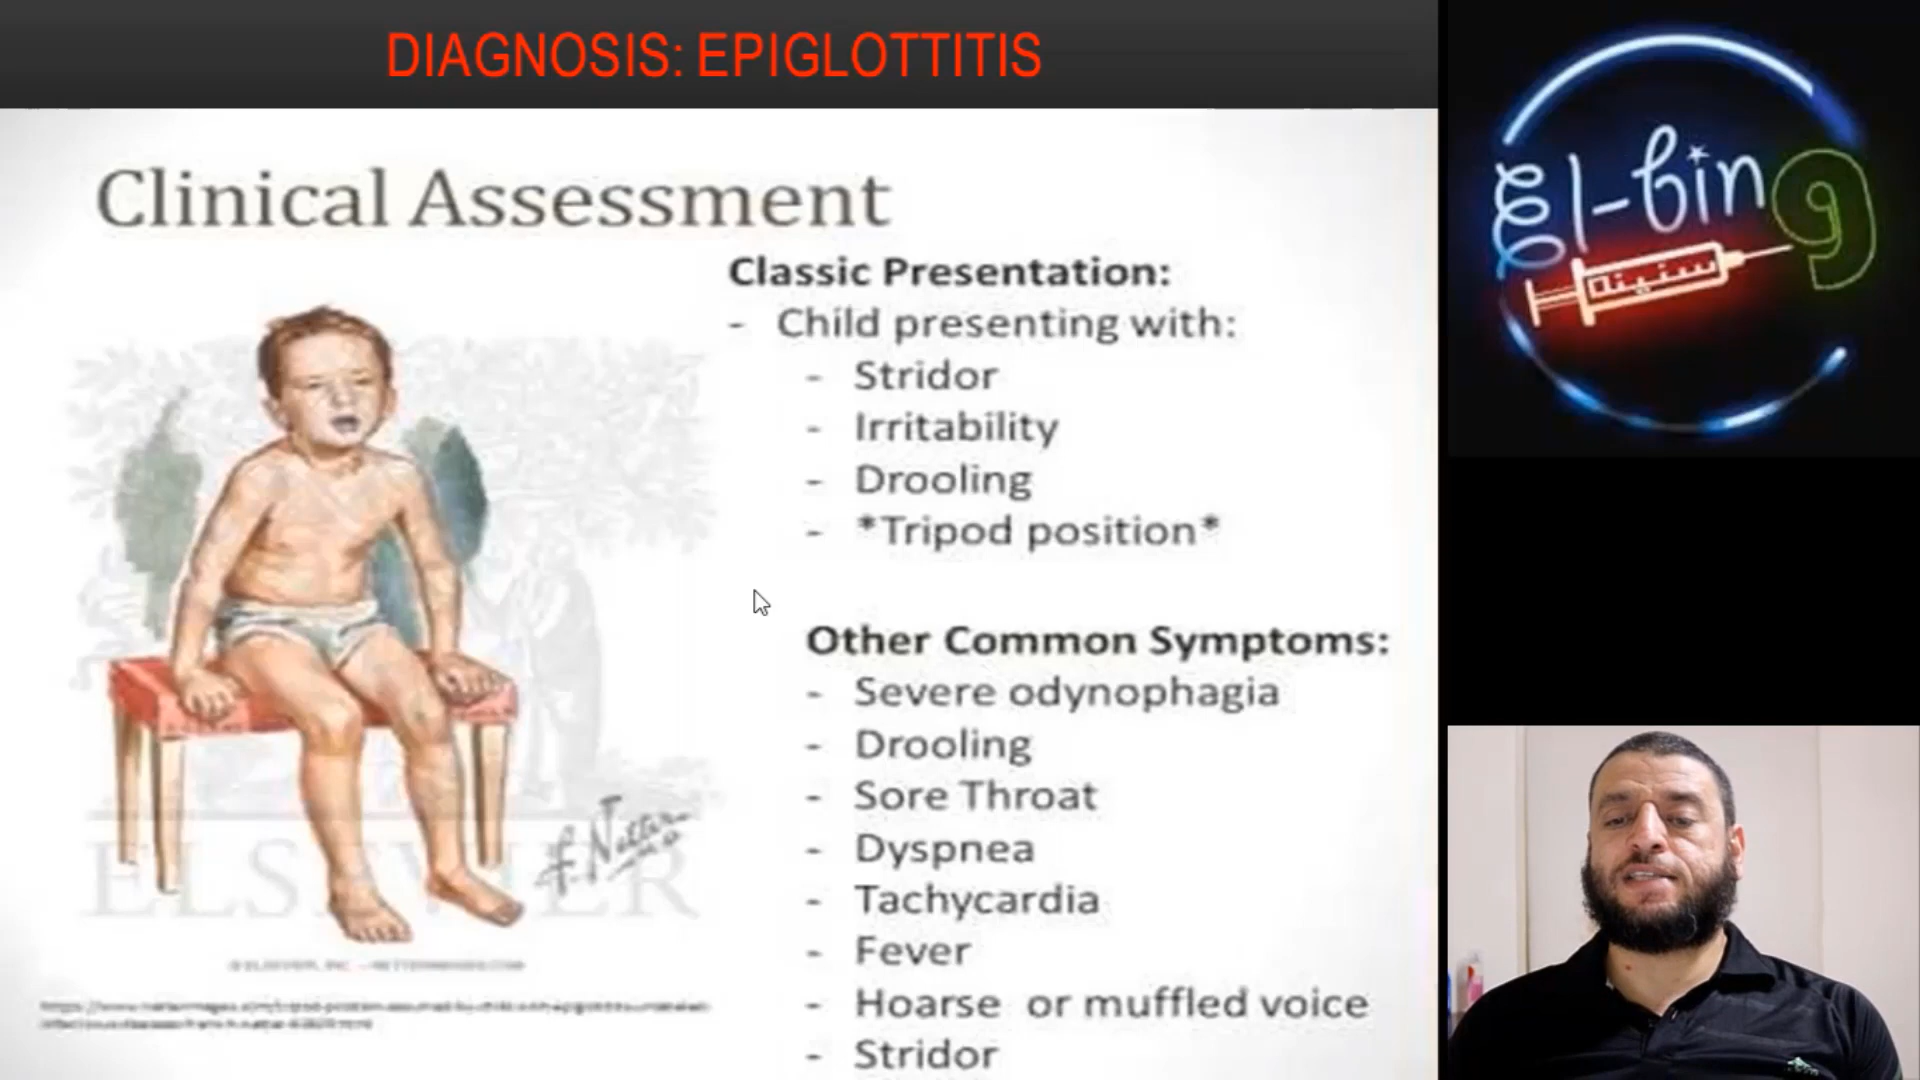 DIAGNOSIS: EPIGLOTTITIS
Clinical Assessment
Classic Presentation:
- Child presenting with:
- Stridor
- Irritability
- Drooling
- *Tripod position*
Other Common Symptoms:
- Severe odynophagia
- Drooling
- Sore Throat
- Dyspnea
- Tachycardia
- Fever
- Hoarse or muffled voice
- Stridor
ELSEVIER
f. Netter
El-bing
سنينه